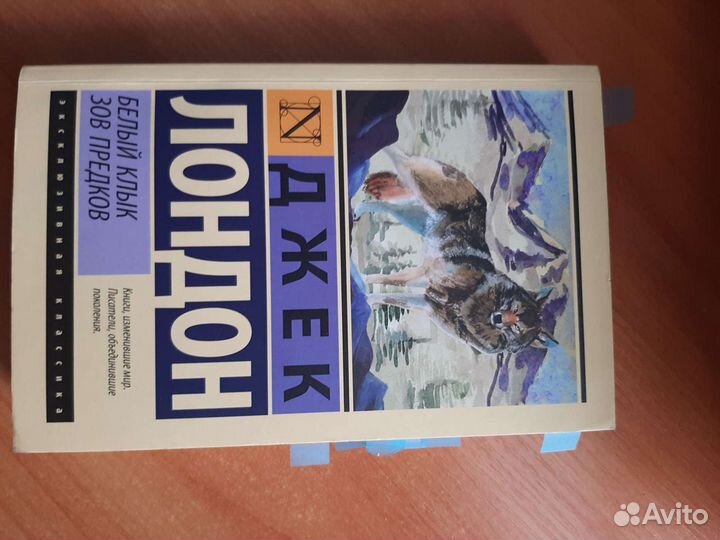 ДЖЕК
ЛОНДОН
БЕЛЫЙ КЛЫК
ЗОВ ПРЕДКОВ
Книги, изменившие мир.
Писатели, объединившие
поколения.
ЭКСКЛЮЗИВНАЯ КЛАССИКА
Avito